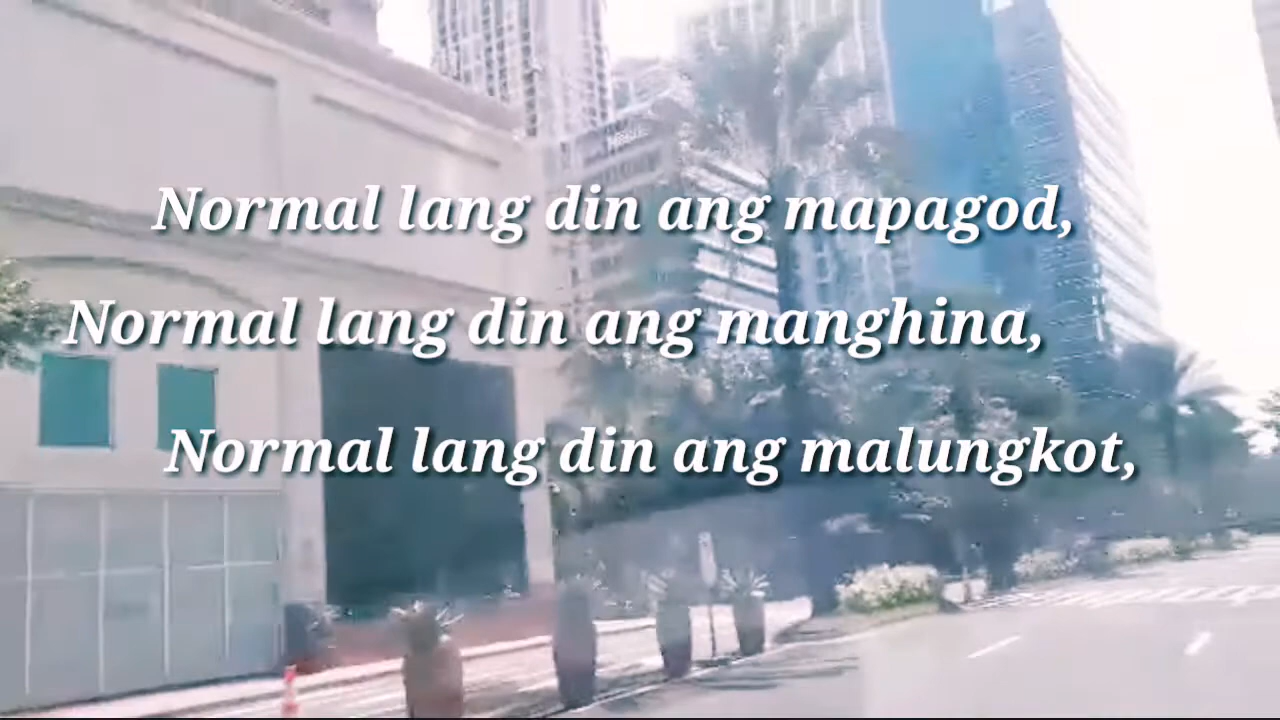 Normal lang din ang mapagod,
Normal lang din ang manghina,
Normal lang din ang malungkot,